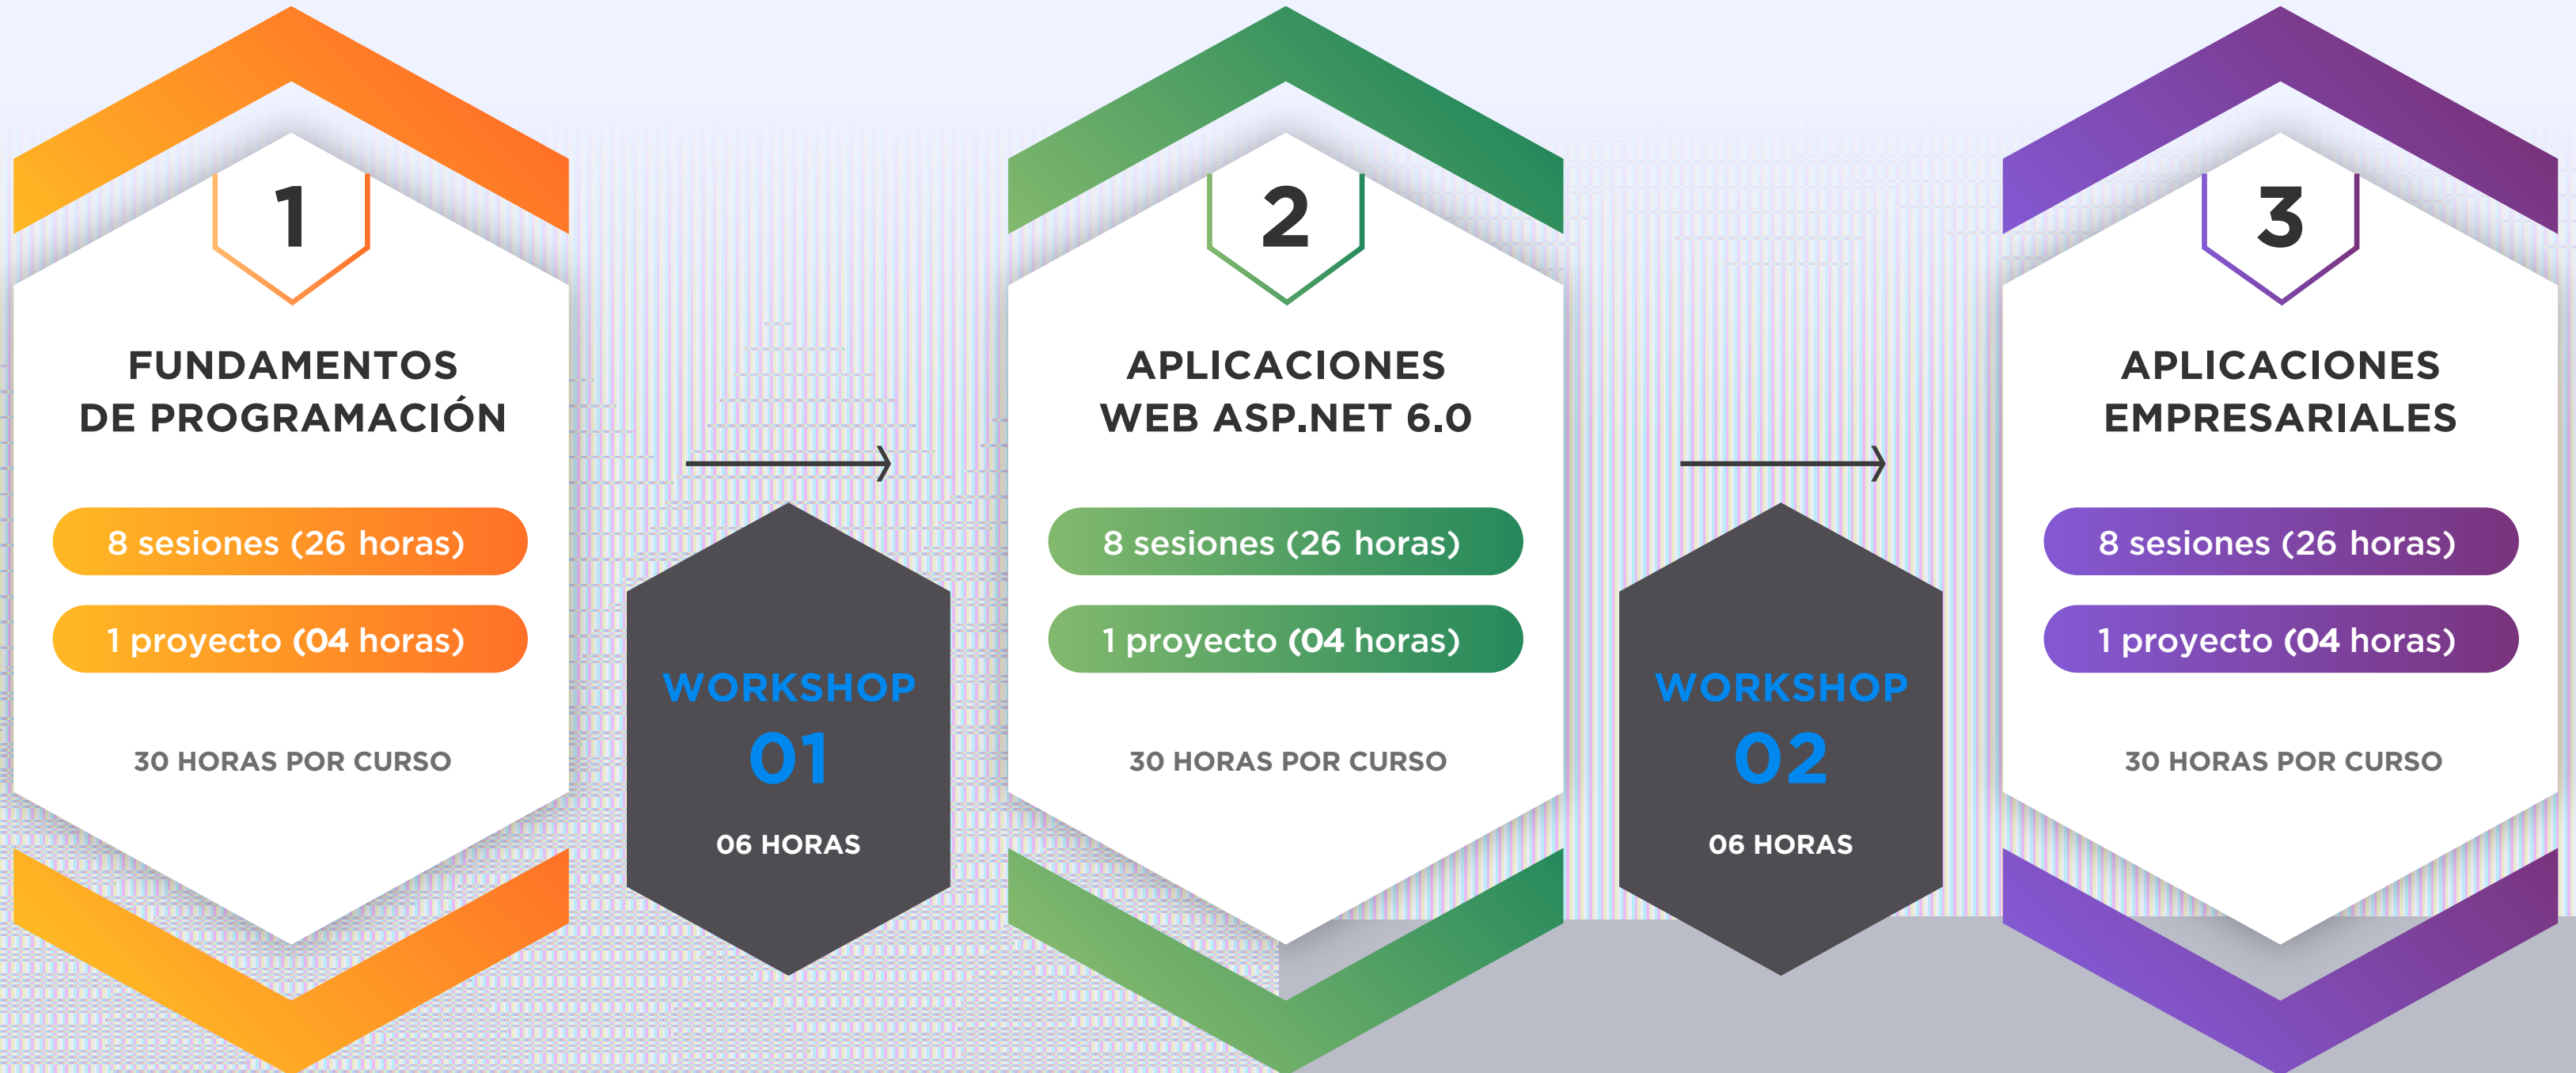 1
FUNDAMENTOS
DE PROGRAMACIÓN
8 sesiones (26 horas)
1 proyecto (04 horas)
30 HORAS POR CURSO
WORKSHOP
01
06 HORAS
2
APLICACIONES
WEB ASP.NET 6.0
8 sesiones (26 horas)
1 proyecto (04 horas)
30 HORAS POR CURSO
WORKSHOP
02
06 HORAS
3
APLICACIONES
EMPRESARIALES
8 sesiones (26 horas)
1 proyecto (04 horas)
30 HORAS POR CURSO